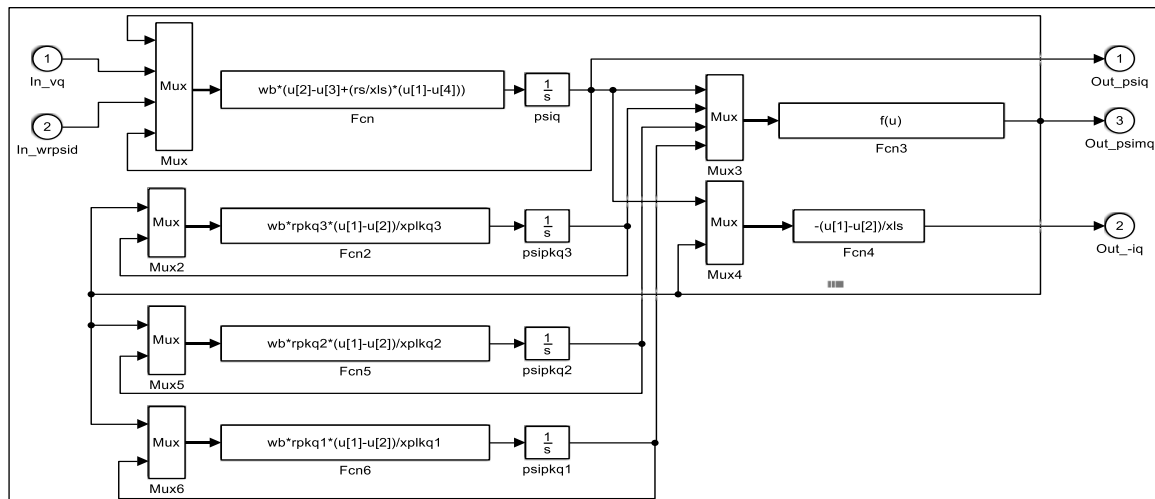 1
In_vq
2
In_wrpsid
Mux
Mux
wb*(u[2]-u[3]+(rs/xls)*(u[1]-u[4]))
Fcn
1
s
psiq
Mux
Mux3
f(u)
Fcn3
1
Out_psiq
3
Out_psimq
Mux
Mux2
wb*rpkq3*(u[1]-u[2])/xplkq3
Fcn2
1
s
psipkq3
Mux
Mux4
-(u[1]-u[2])/xls
Fcn4
2
Out_-iq
Mux
Mux5
wb*rpkq2*(u[1]-u[2])/xplkq2
Fcn5
1
s
psipkq2
Mux
Mux6
wb*rpkq1*(u[1]-u[2])/xplkq1
Fcn6
1
s
psipkq1